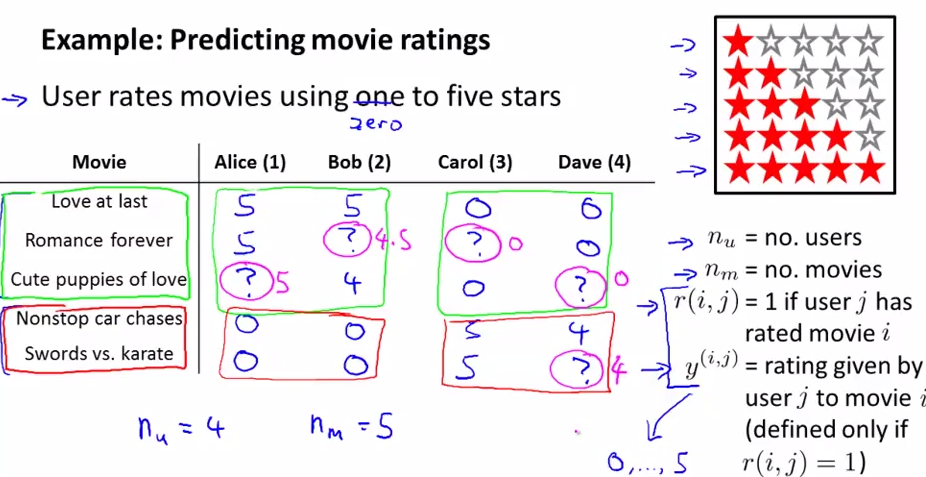 Example: Predicting movie ratings
→ User rates movies using one to five stars
zero
Movie Alice (1) Bob (2) Carol (3) Dave (4)
Love at last 5 5 0 0
Romance forever 5 ? 4.5 ? 0 0
Cute puppies of love ? 5 4 0 ? 0
Nonstop car chases 0 0 5 4
Swords vs. karate 0 0 5 ? 4
n_u = 4 n_m = 5
→ n_u = no. users
→ n_m = no. movies
→ r(i, j) = 1 if user j has
rated movie i
→ y^(i,j) = rating given by
user j to movie i
(defined only if
r(i, j) = 1)
0, ..., 5